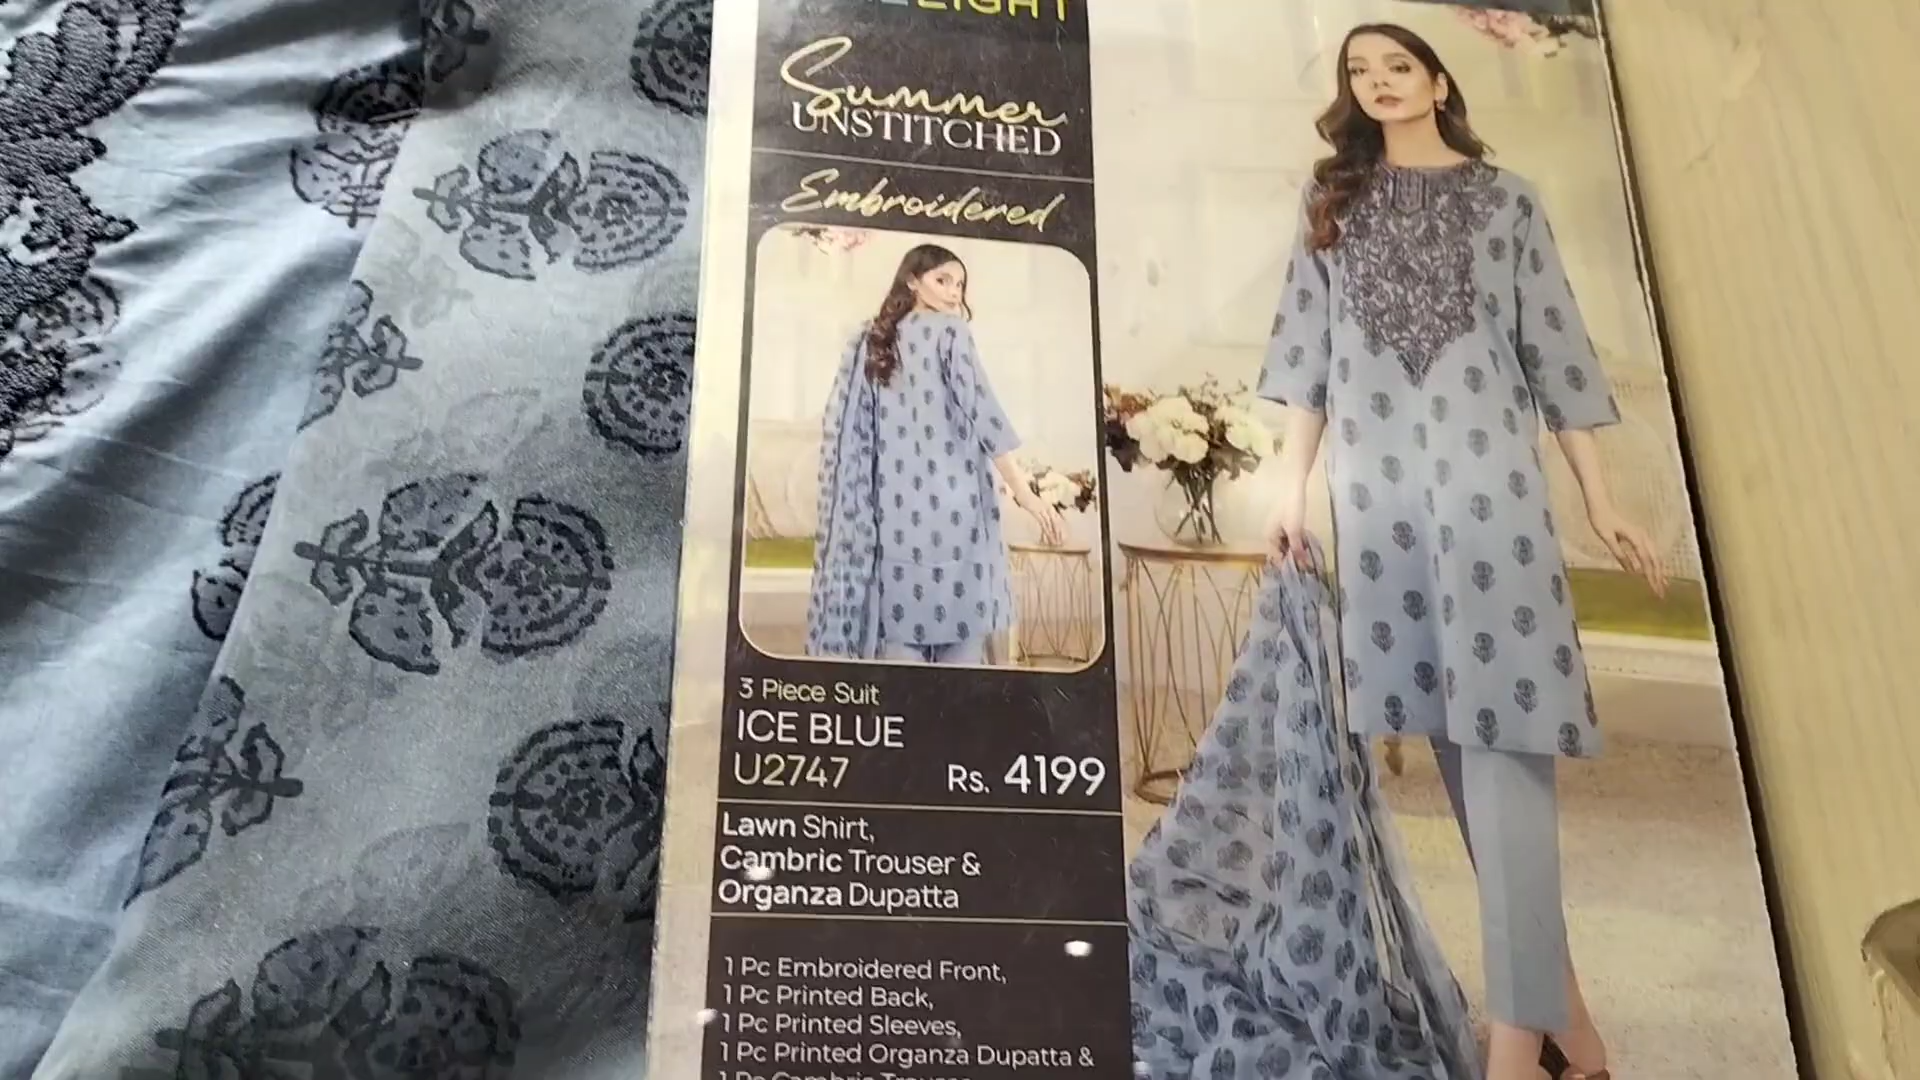 Summer
UNSTITCHED
Embroidered
3 Piece Suit
ICE BLUE
U2747 Rs. 4199
Lawn Shirt,
Cambric Trouser &
Organza Dupatta
1 Pc Embroidered Front,
1 Pc Printed Back,
1 Pc Printed Sleeves,
1 Pc Printed Organza Dupatta &